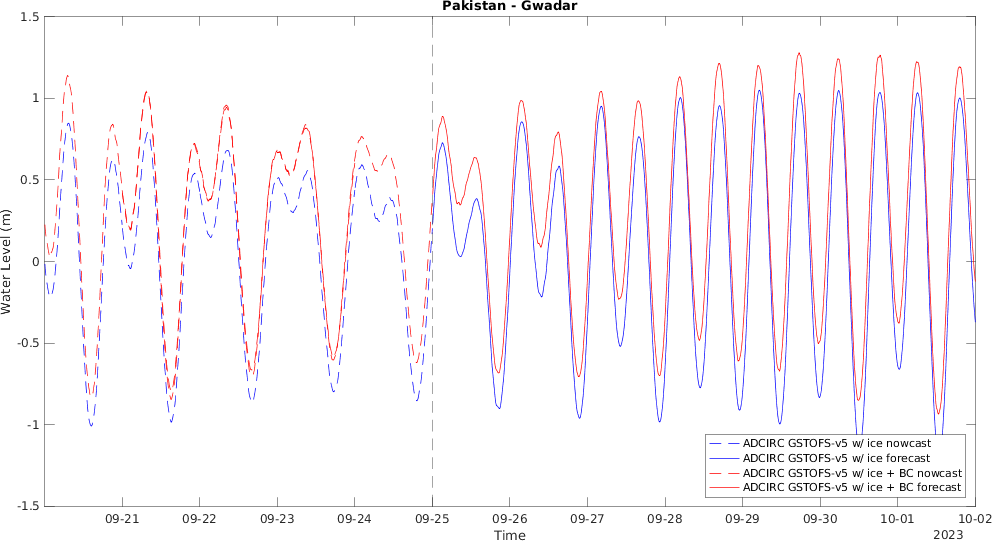 Pakistan - Gwadar
1.5
1
0.5
0
-0.5
-1
-1.5
Water Level (m)
ADCIRC GSTOFS-v5 w/ ice nowcast
ADCIRC GSTOFS-v5 w/ ice forecast
ADCIRC GSTOFS-v5 w/ ice + BC nowcast
ADCIRC GSTOFS-v5 w/ ice + BC forecast
09-21 09-22 09-23 09-24 09-25 09-26 09-27 09-28 09-29 09-30 10-01 10-02
Time
2023